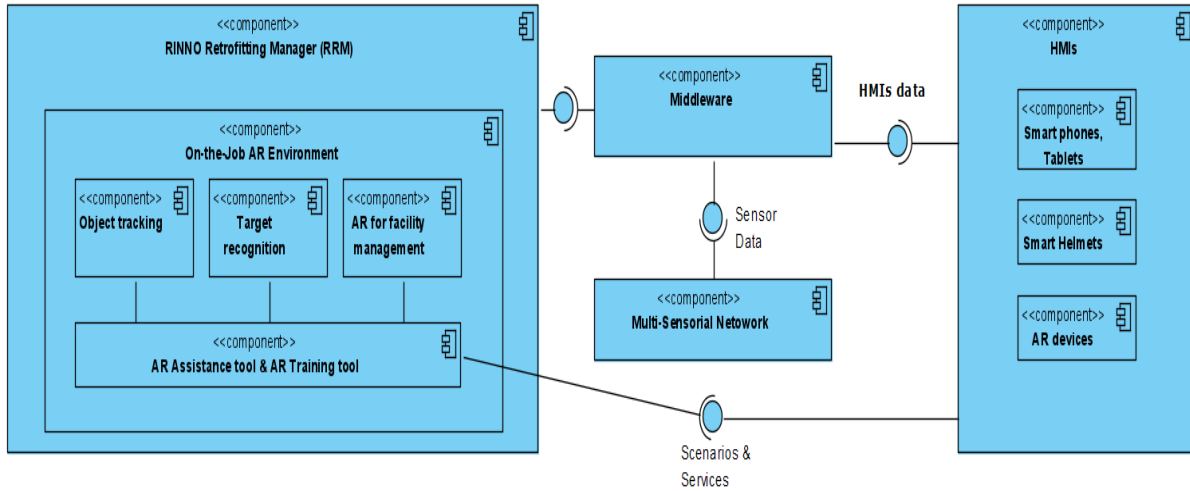 <<component>>
RINNO Retrofitting Manager (RRM)
<<component>>
On-the-Job AR Environment
<<component>>
Object tracking
<<component>>
Target
recognition
<<component>>
AR for facility
management
<<component>>
AR Assistance tool & AR Training tool
<<component>>
Middleware
Sensor
Data
<<component>>
Multi-Sensorial Netowork
HMIs data
Scenarios &
Services
<<component>>
HMIs
<<component>>
Smart phones,
Tablets
<<component>>
Smart Helmets
<<component>>
AR devices